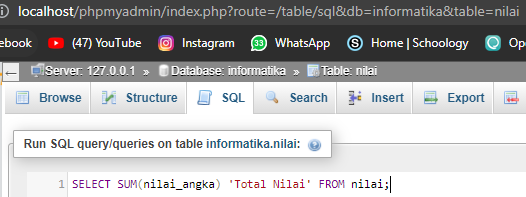 localhost/phpmyadmin/index.php?route=/table/sql&db=informatika&table=nilai
ebook (47) YouTube Instagram WhatsApp Home | Schoology Op
Server: 127.0.0.1 » Database: informatika » Table: nilai
Browse Structure SQL Search Insert Export
Run SQL query/queries on table informatika.nilai:
1 SELECT SUM(nilai_angka) 'Total Nilai' FROM nilai;